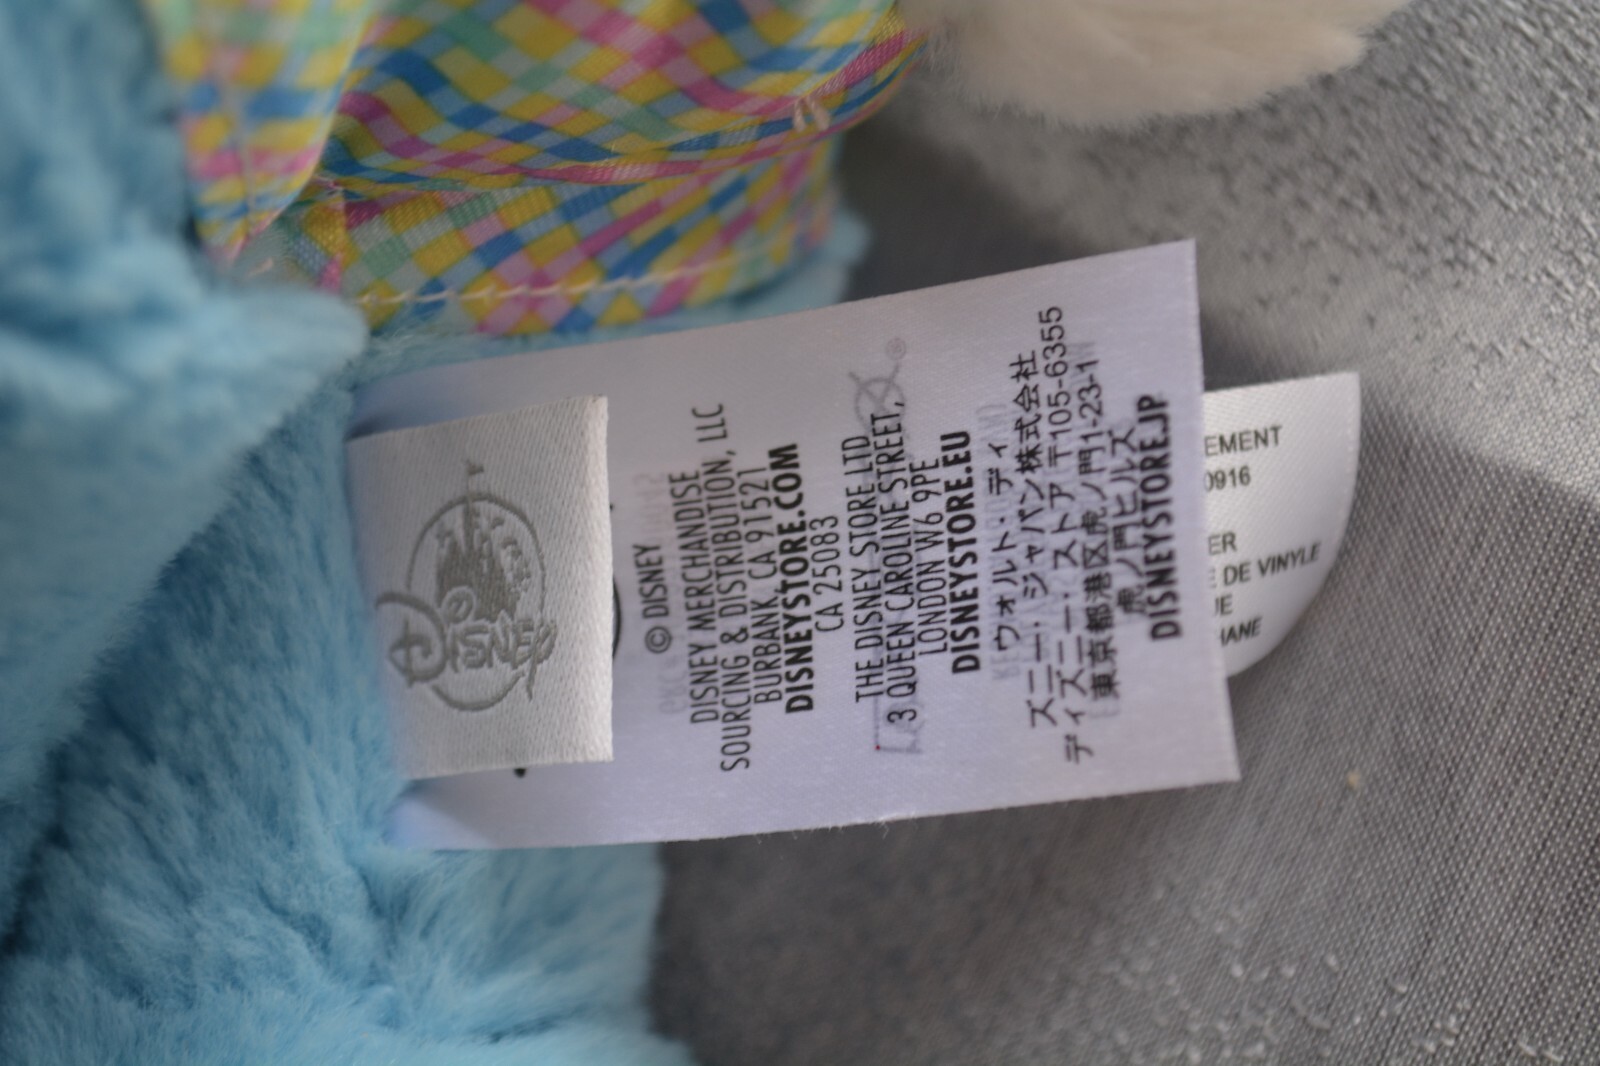 Disney
© DISNEY
DISNEY MERCHANDISE
SOURCING & DISTRIBUTION, LLC
BURBANK, CA 91521
DISNEYSTORE.COM
CA 25083
THE DISNEY STORE LTD
3 QUEEN CAROLINE STREET,
LONDON W6 9PE
DISNEYSTORE.EU
ウォルト・ディ
ズニー・ジャパン株式会社
ディズニー・ストア 〒105-6355
東京都港区虎ノ門1-23-1
虎ノ門ヒルズ
DISNEYSTORE.JP
EMENT
0916
ER
DE VINYLE
UE
HANE